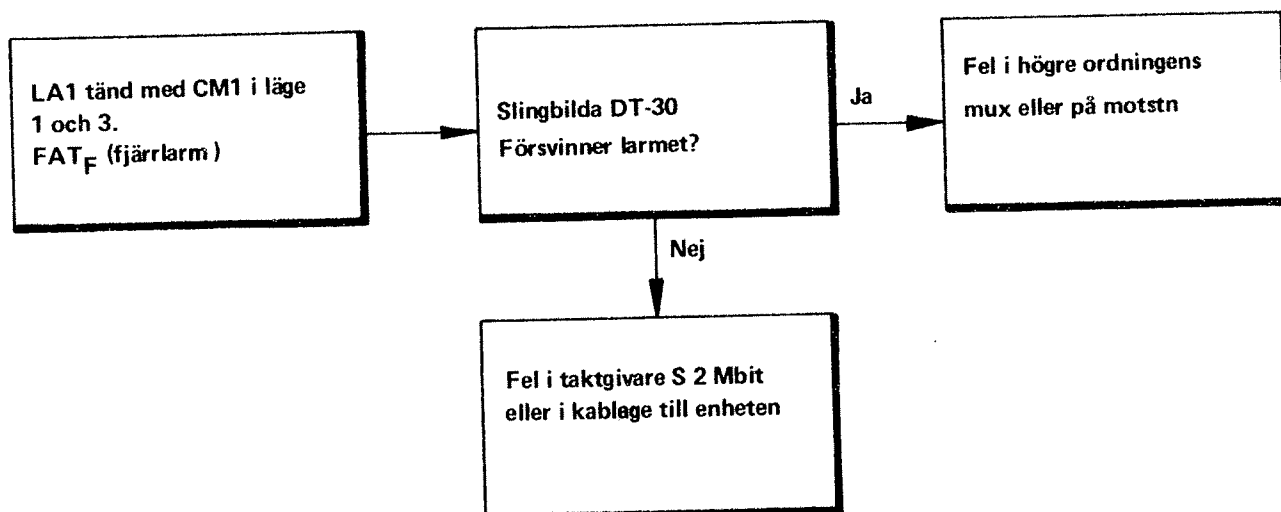 LA1 tänd med CM1 i läge
1 och 3.
FATF (fjärrlarm)
Slingbilda DT-30
Försvinner larmet?
Ja
Fel i högre ordningens
mux eller på motstn
Nej
Fel i taktgivare S 2 Mbit
eller i kablage till enheten